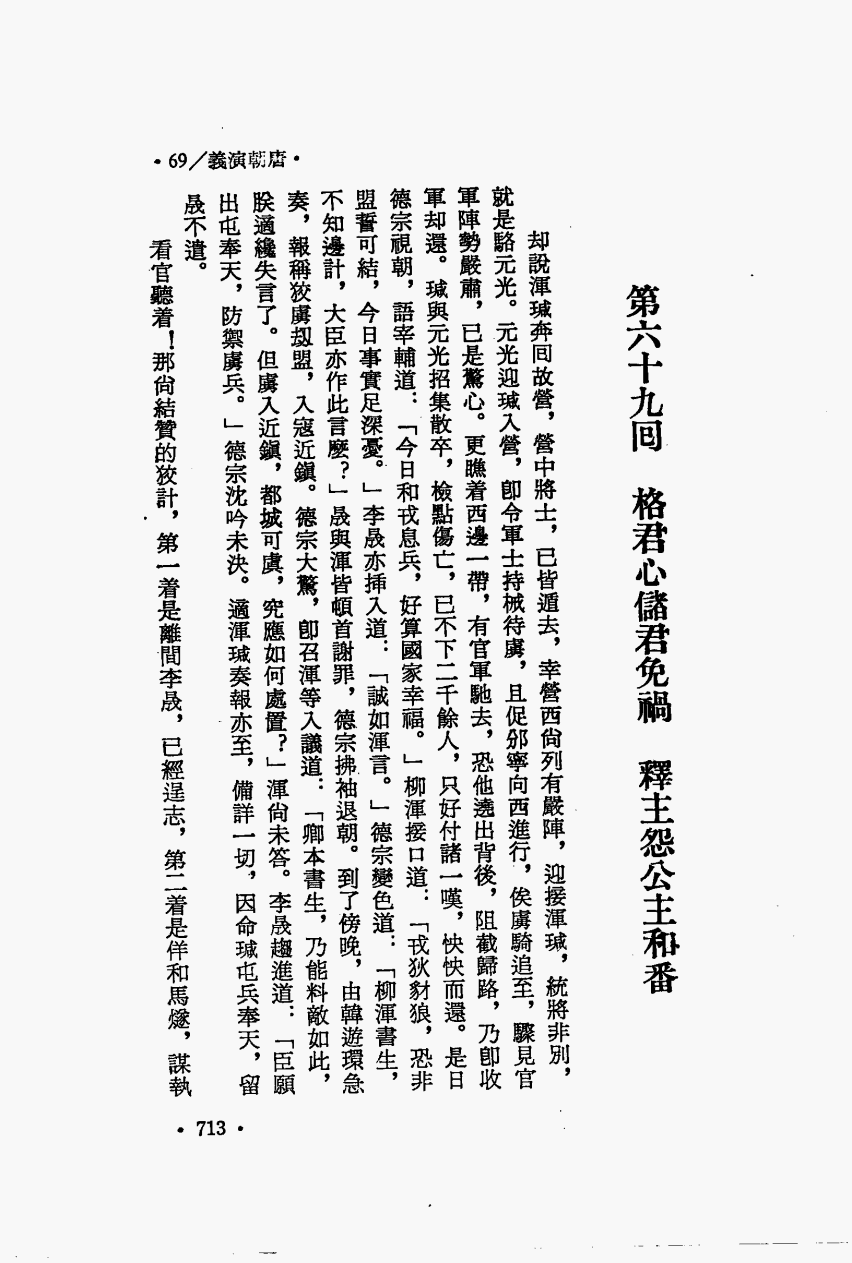 •69／義演朝唐•
第六十九回　格君心儲君免禍　釋主怨公主和番
却說渾瑊奔回故營，營中將士，已皆遁去，幸營西尙列有嚴陣，迎接渾瑊，統將非別，
就是駱元光。元光迎瑊入營，卽令軍士持械待虜，且促邠寧向西進行，俟虜騎追至，驟見官
軍陣勢嚴肅，已是驚心。更瞧着西邊一帶，有官軍馳去，恐他遶出背後，阻截歸路，乃卽收
軍却還。瑊與元光招集散卒，檢點傷亡，已不下二千餘人，只好付諸一嘆，怏怏而還。是日
德宗視朝，語宰輔道：「今日和戎息兵，好算國家幸福。」柳渾接口道：「戎狄豺狼，恐非
盟誓可結，今日事實足深憂。」李晟亦插入道：「誠如渾言。」德宗變色道：「柳渾書生，
不知邊計，大臣亦作此言麼？」晟與渾皆頓首謝罪，德宗拂袖退朝。到了傍晚，由韓遊環急
奏，報稱狡虜刼盟，入寇近鎭。德宗大驚，卽召渾等入議道：「卿本書生，乃能料敵如此，
朕適纔失言了。但虜入近鎭，都城可虞，究應如何處置？」渾尙未答。李晟趨進道：「臣願
出屯奉天，防禦虜兵。」德宗沈吟未決。適渾瑊奏報亦至，備詳一切，因命瑊屯兵奉天，留
晟不遣。
看官聽着！那尙結贊的狡計，第一着是離間李晟，已經逞志，第二着是佯和馬燧，謀執
•713•